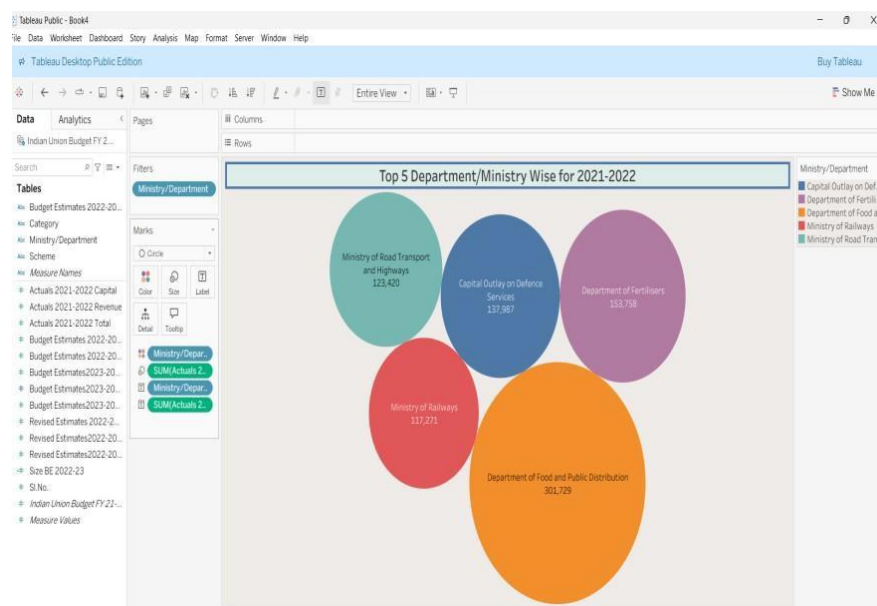 Tableau Public - Book4
File Data Worksheet Dashboard Story Analysis Map Format Server Window Help
Tableau Desktop Public Edition
Buy Tableau
Entire View
Show Me
Data Analytics
Indian Union Budget FY 2...
Search
Tables
Abc Budget Estimates 2022-20...
Abc Category
Abc Ministry/Department
Abc Scheme
Abc Measure Names
# Actuals 2021-2022 Capital
# Actuals 2021-2022 Revenue
# Actuals 2021-2022 Total
# Budget Estimates 2022-20...
# Budget Estimates 2022-20...
# Budget Estimates2023-20...
# Budget Estimates2023-20...
# Budget Estimates2023-20...
# Revised Estimates 2022-2...
# Revised Estimates2022-20...
# Revised Estimates2022-20...
Size BE 2022-23
# Sl.No.
# Indian Union Budget FY 21-...
# Measure Values
Pages
Filters
Ministry/Department
Marks
Circle
Color Size Label
Detail Tooltip
Ministry/Depar..
SUM(Actuals 2..
Ministry/Depar..
SUM(Actuals 2..
Columns
Rows
Top 5 Department/Ministry Wise for 2021-2022
Ministry of Road Transport
and Highways
123,420
Capital Outlay on Defence
Services
137,987
Department of Fertilisers
153,758
Ministry of Railways
117,271
Department of Food and Public Distribution
301,729
Ministry/Department
Capital Outlay on Def..
Department of Fertili
Department of Food a
Ministry of Railways
Ministry of Road Tran